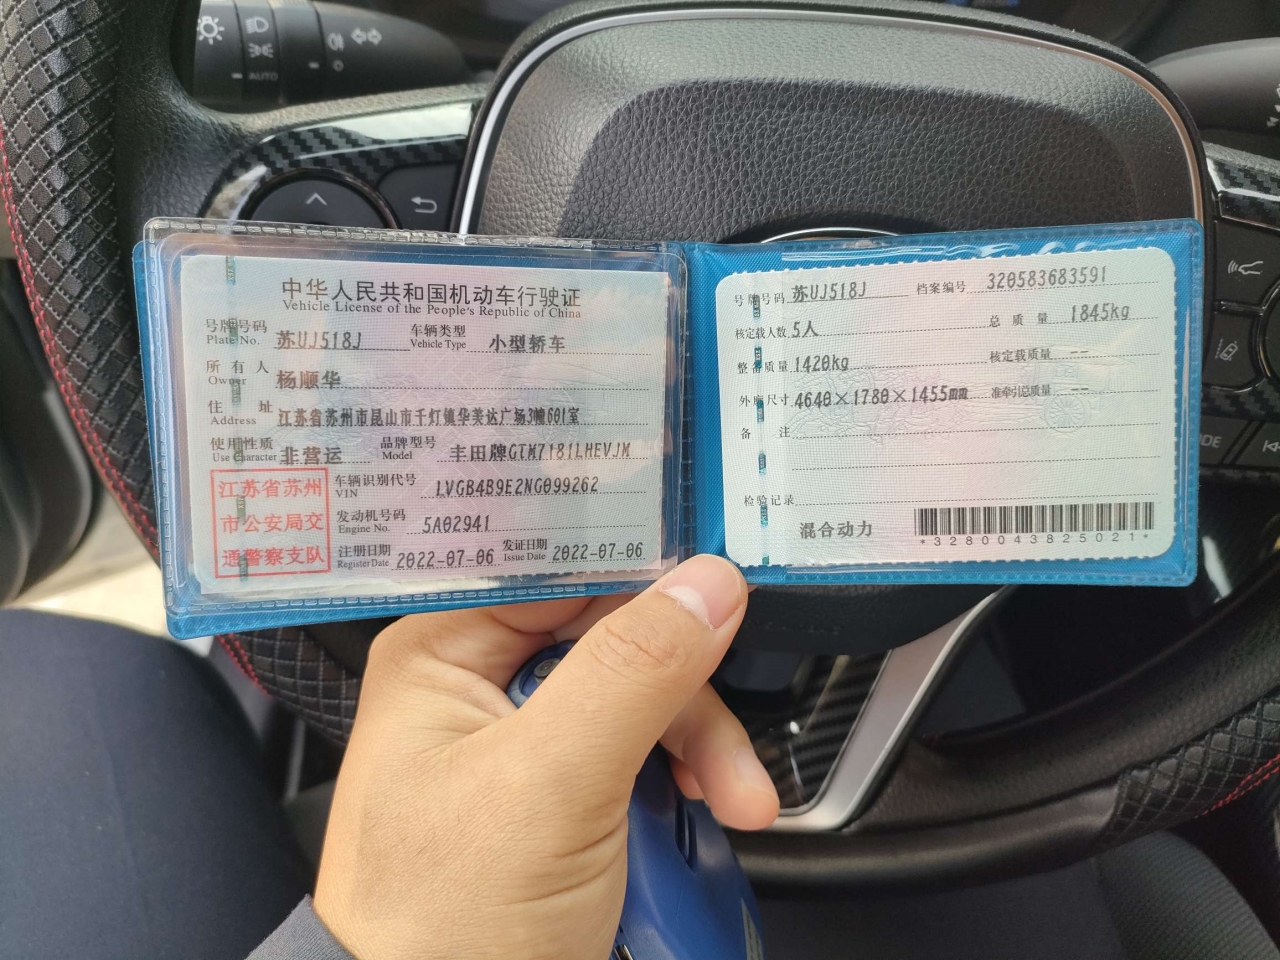 AUTO
中华人民共和国机动车行驶证
Vehicle License of the People's Republic of China
号牌号码 苏UJ518J 车辆类型 小型轿车
Plate No. Vehicle Type
所有人 杨顺华
Owner
住址 江苏省苏州市昆山市千灯镇华美达广场3幢601室
Address
使用性质 非营运 品牌型号 丰田牌GTM7181LHEVJM
Use Character Model
江苏省苏州
市公安局交
通警察支队
车辆识别代号 LVGB4B9E2NG099262
VIN
发动机号码 5A02941
Engine No.
注册日期 2022-07-06 发证日期 2022-07-06
Register Date Issue Date
号牌号码 苏UJ518J 档案编号 320583683591
核定载人数 5人 总质量 1845kg
整备质量 1420kg 核定载质量 --
外廓尺寸 4640×1780×1455mm 准牵引总质量 --
备注
检验记录
混合动力
*3280043825021*